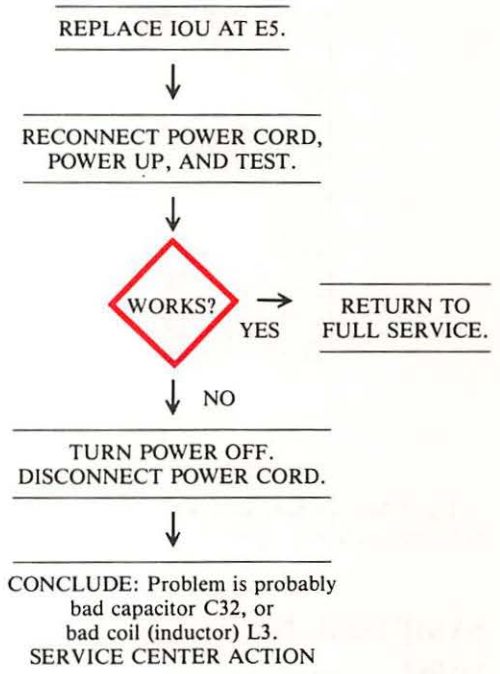 REPLACE IOU AT E5.
RECONNECT POWER CORD,
POWER UP, AND TEST.
WORKS?
YES
RETURN TO
FULL SERVICE.
NO
TURN POWER OFF.
DISCONNECT POWER CORD.
CONCLUDE: Problem is probably
bad capacitor C32, or
bad coil (inductor) L3.
SERVICE CENTER ACTION